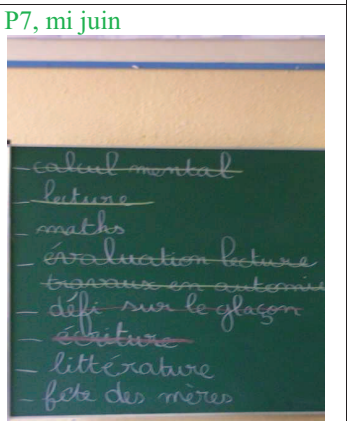 P7, mi juin
- calcul mental
- lecture
- maths
- évaluation lecture
travaux en autonomie
- défi sur le glaçon
- écriture
- littérature
- fete des mères